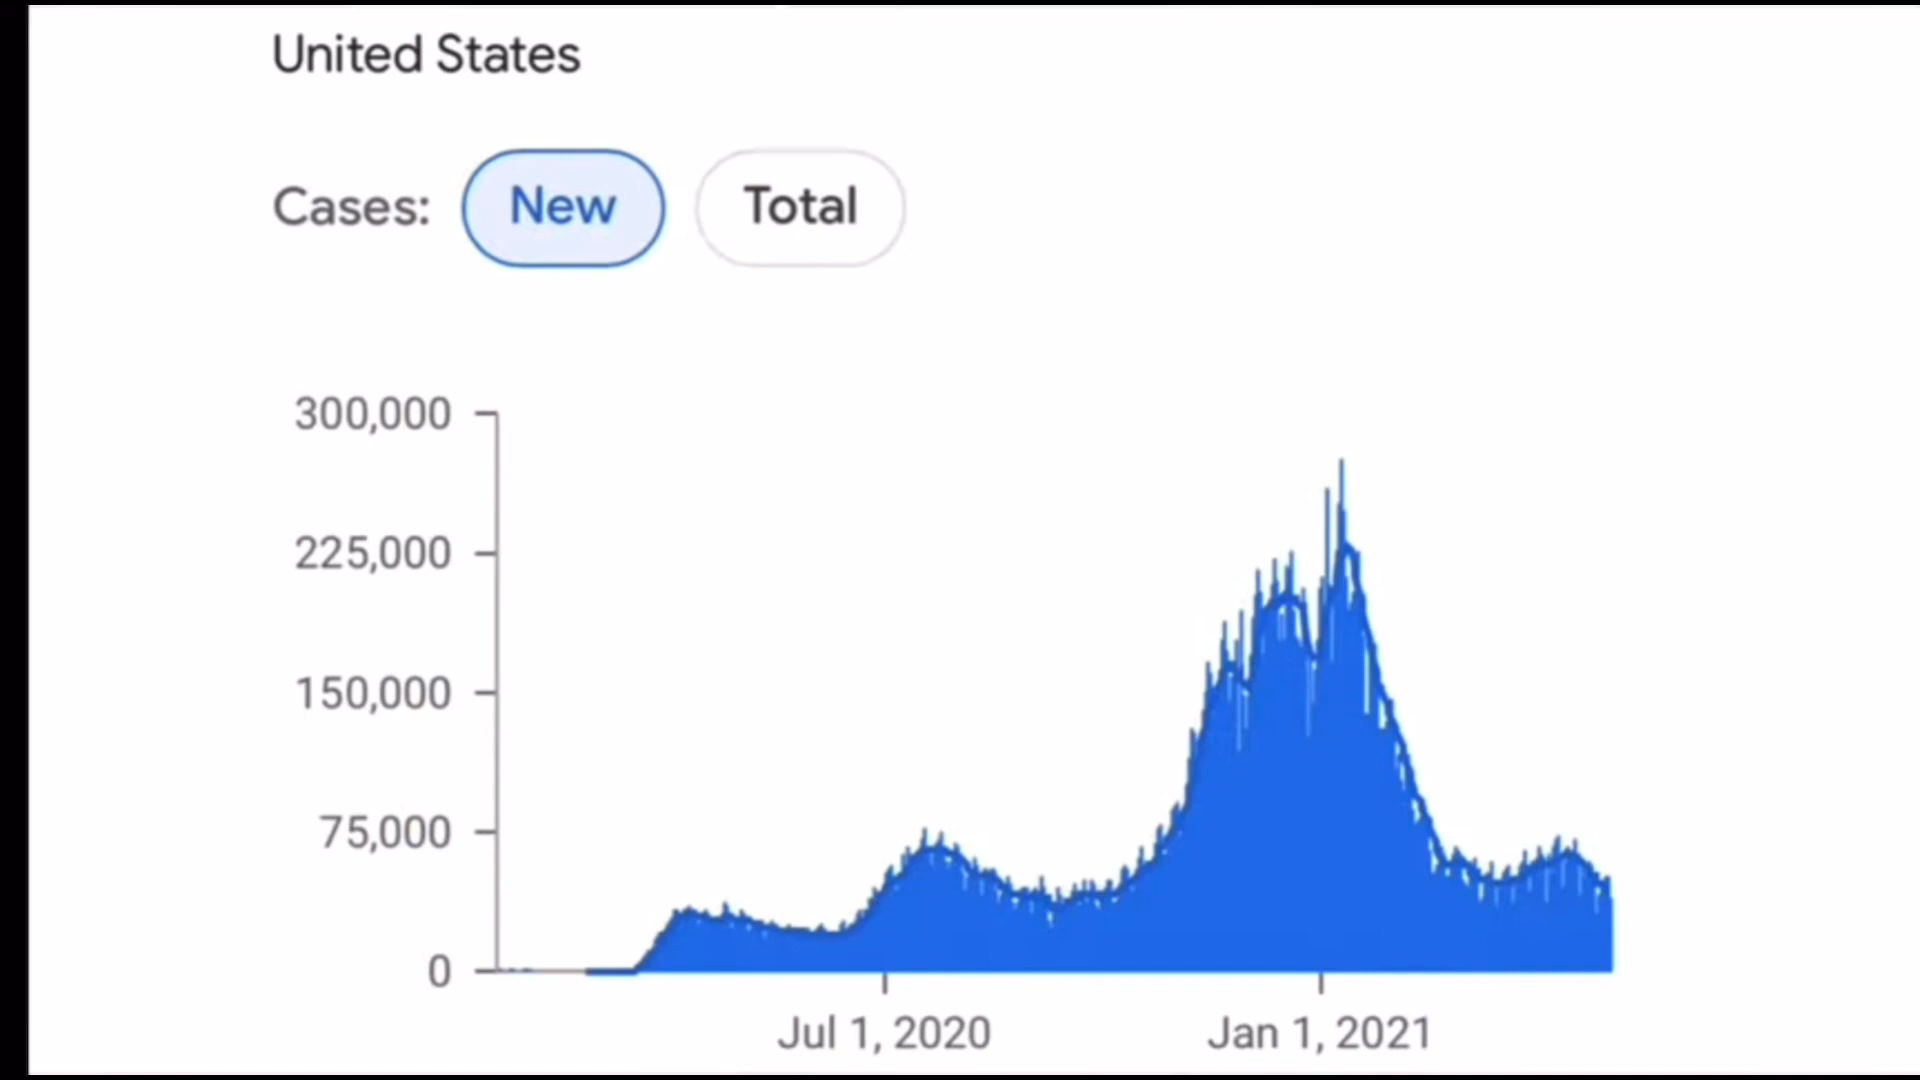 United States
Cases: New Total
300,000
225,000
150,000
75,000
0
Jul 1, 2020 Jan 1, 2021